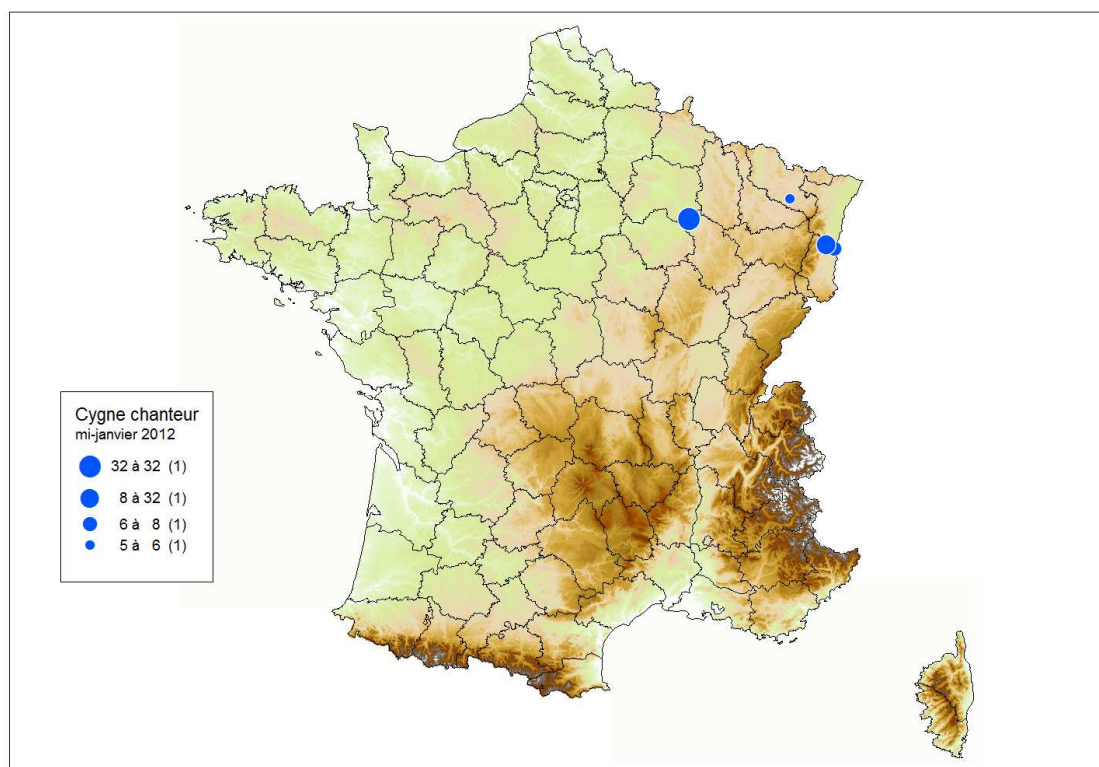 Cygne chanteur
mi-janvier 2012
32 à 32 (1)
8 à 32 (1)
6 à 8 (1)
5 à 6 (1)